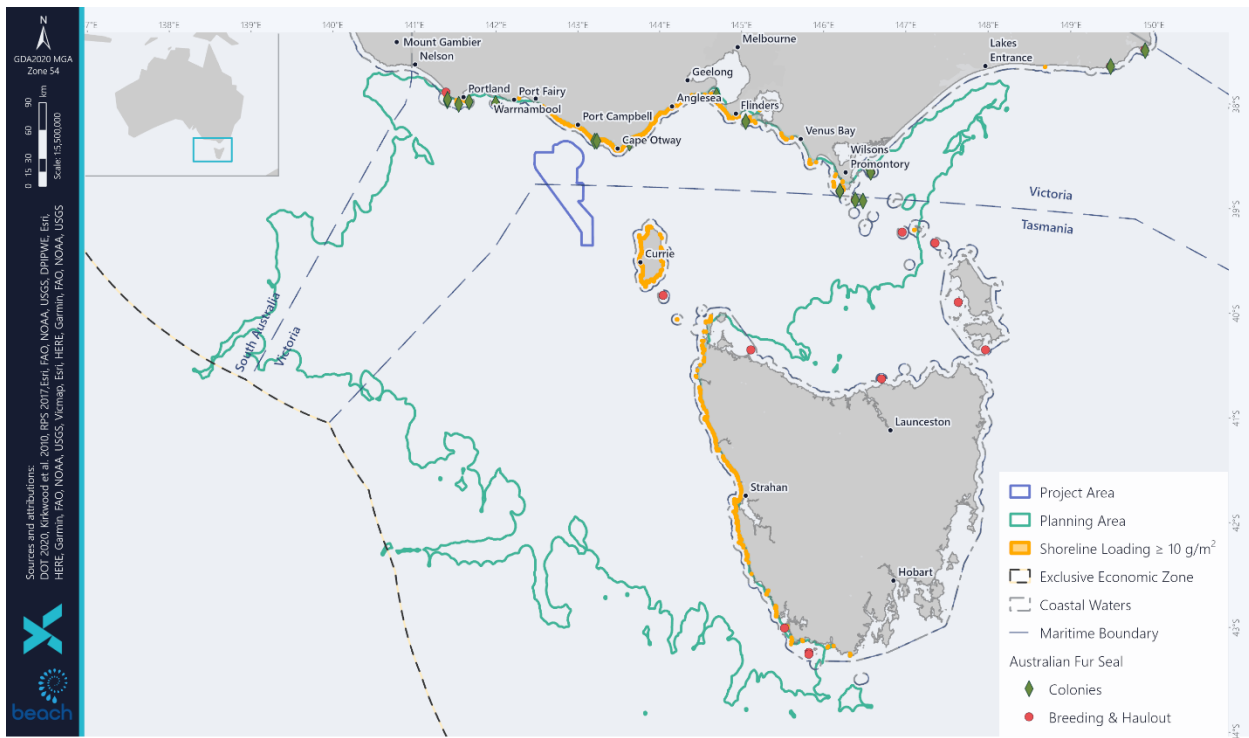 N
GDA2020 MGA
Zone 54
km
0 15 30 60 90
Scale: 1:5,500,000
Sources and attributions:
DOT 2020, Kirkwood et al. 2010, RPS 2017,Esri, FAO, NOAA, USGS, DPIPWE, Esri,
HERE, Garmin, FAO, NOAA, USGS, Vicmap, Esri, HERE, Garmin, FAO, NOAA, USGS
beach
7°E
138°E
139°E
140°E
141°E
142°E
143°E
144°E
145°E
146°E
147°E
148°E
149°E
150°E
38°S
39°S
40°S
41°S
42°S
43°S
44°S
Mount Gambier
Nelson
Portland
Port Fairy
Warrnambool
Port Campbell
Cape Otway
Anglesea
Geelong
Melbourne
Flinders
Venus Bay
Wilsons
Promontory
Lakes
Entrance
Victoria
Tasmania
South Australia
Victoria
Currie
Launceston
Strahan
Hobart
Project Area
Planning Area
Shoreline Loading ≥ 10 g/m²
Exclusive Economic Zone
Coastal Waters
Maritime Boundary
Australian Fur Seal
Colonies
Breeding & Haulout